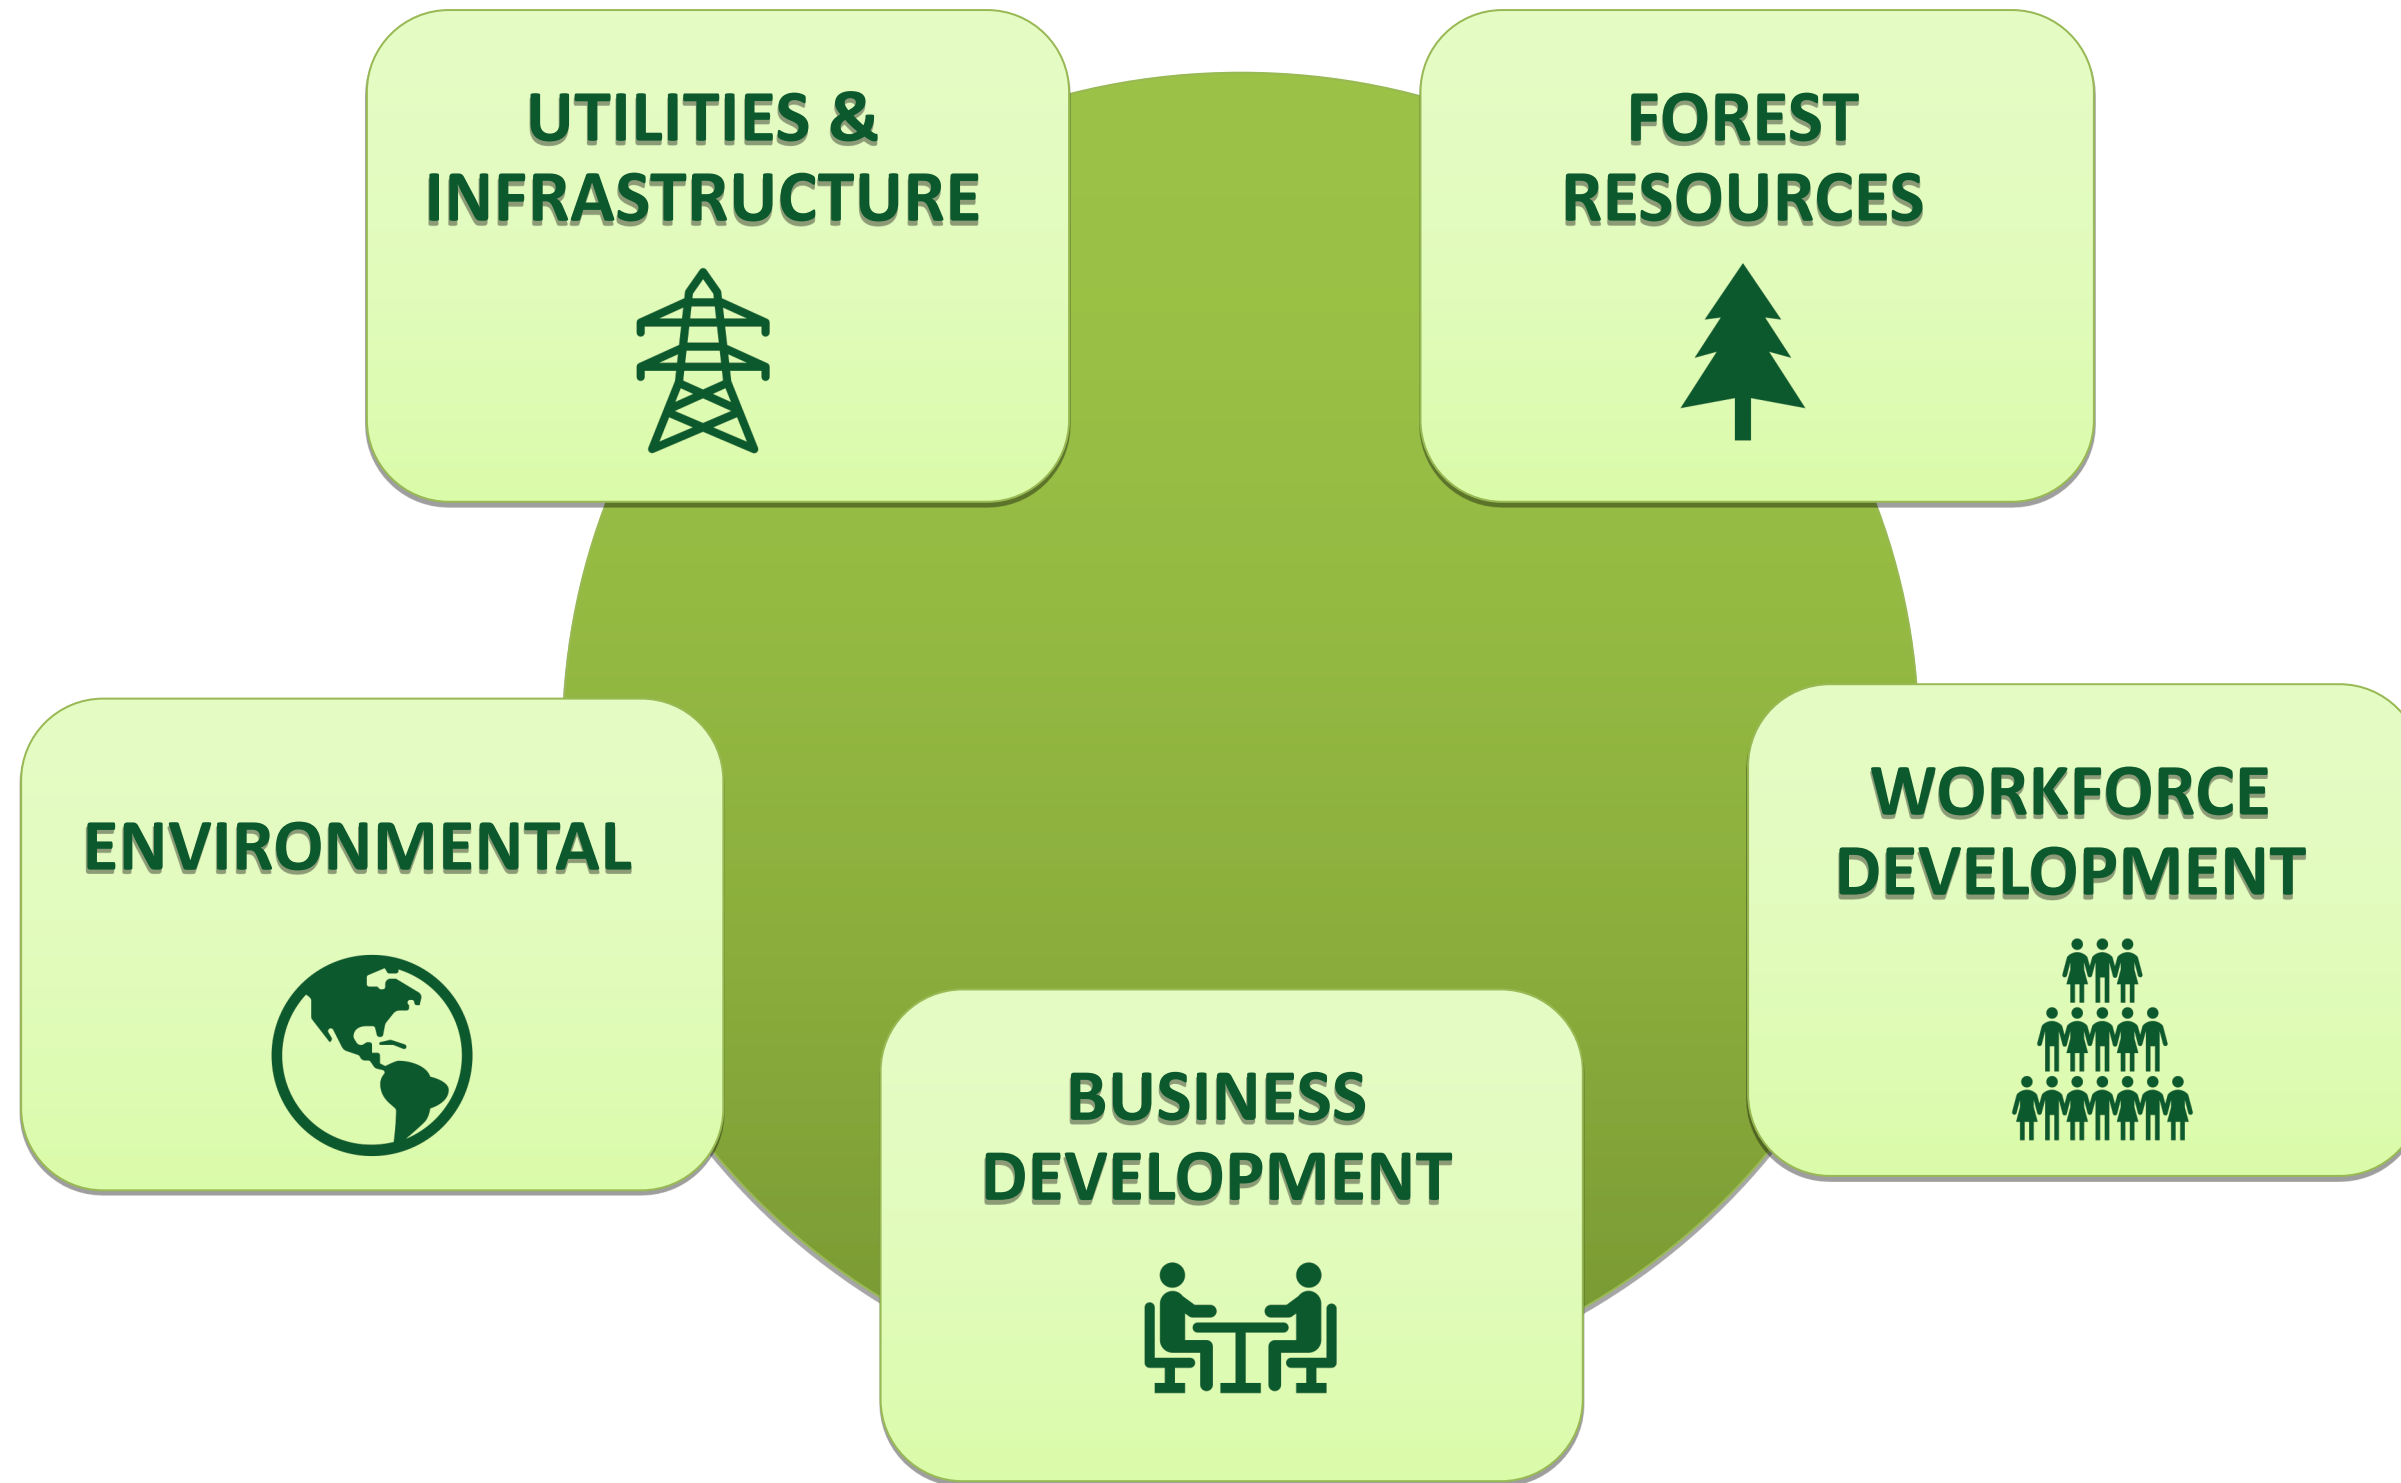 UTILITIES &
INFRASTRUCTURE
FOREST
RESOURCES
ENVIRONMENTAL
WORKFORCE
DEVELOPMENT
BUSINESS
DEVELOPMENT